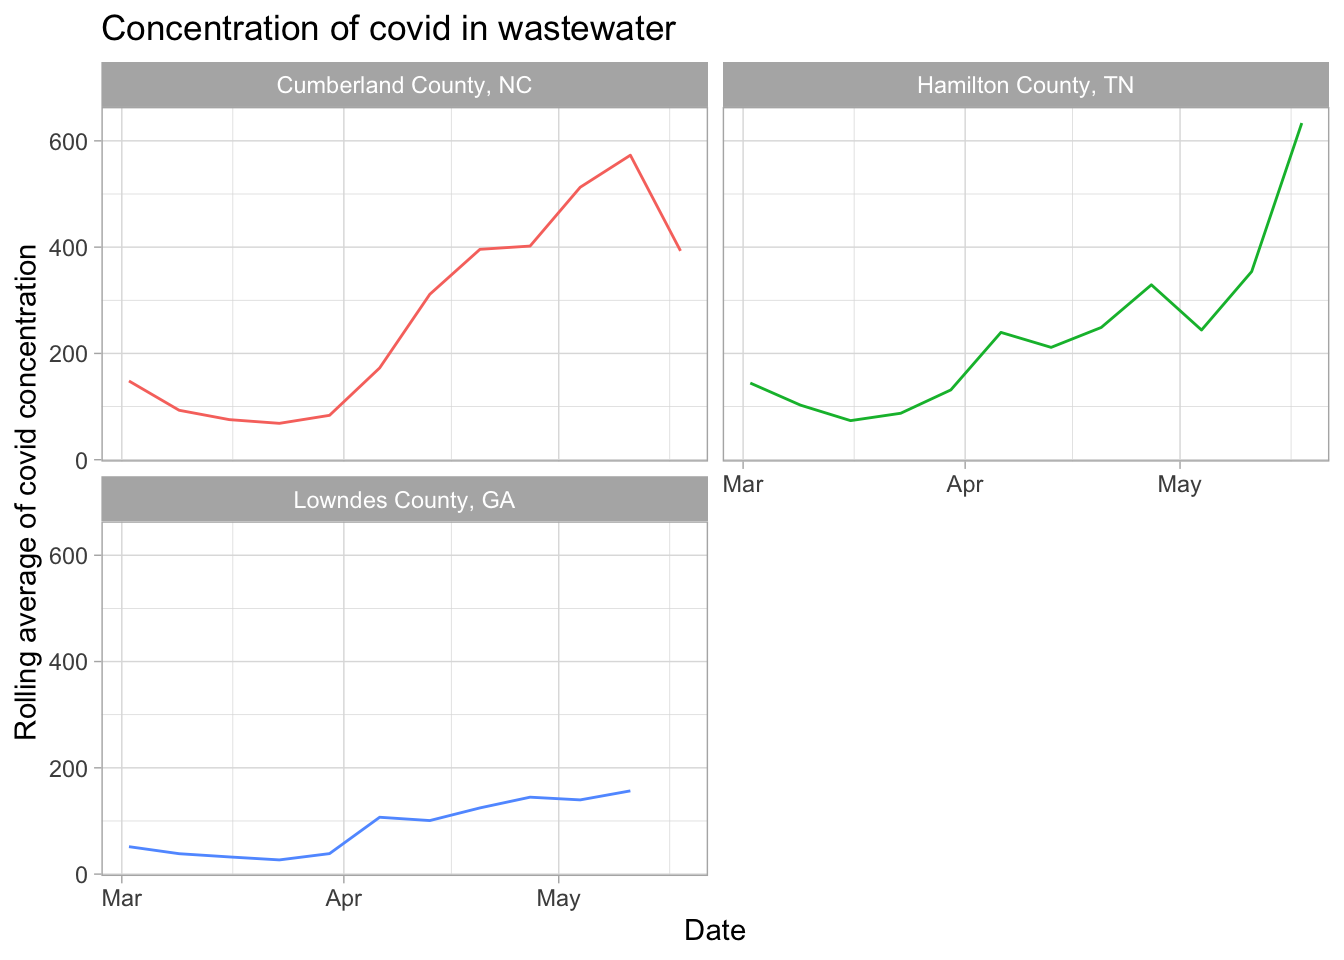 Concentration of covid in wastewater
Cumberland County, NC
Hamilton County, TN
600
400
200
0
Mar Apr May
Lowndes County, GA
600
400
200
0
Mar Apr May
Rolling average of covid concentration
Date